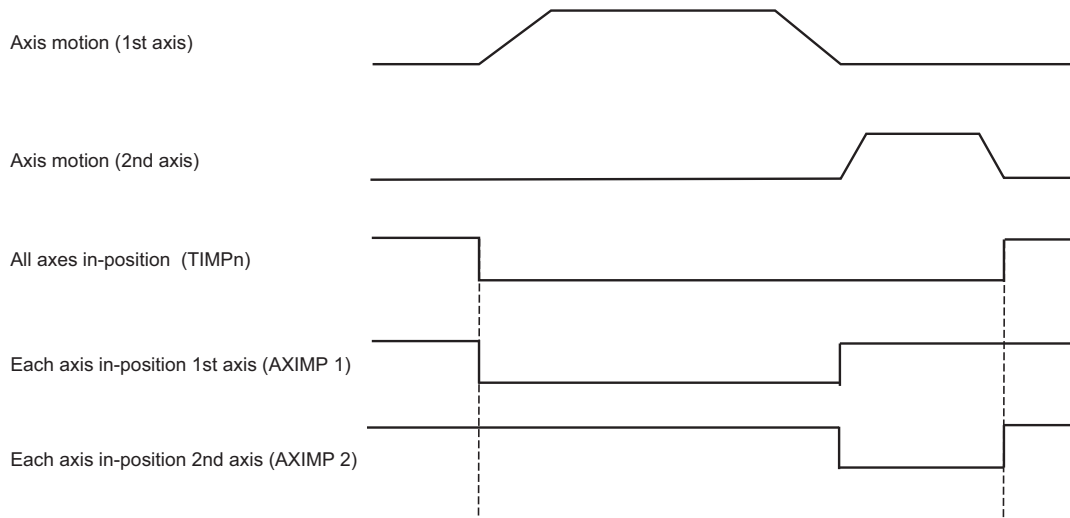 Axis motion (1st axis)
Axis motion (2nd axis)
All axes in-position (TIMPn)
Each axis in-position 1st axis (AXIMP 1)
Each axis in-position 2nd axis (AXIMP 2)